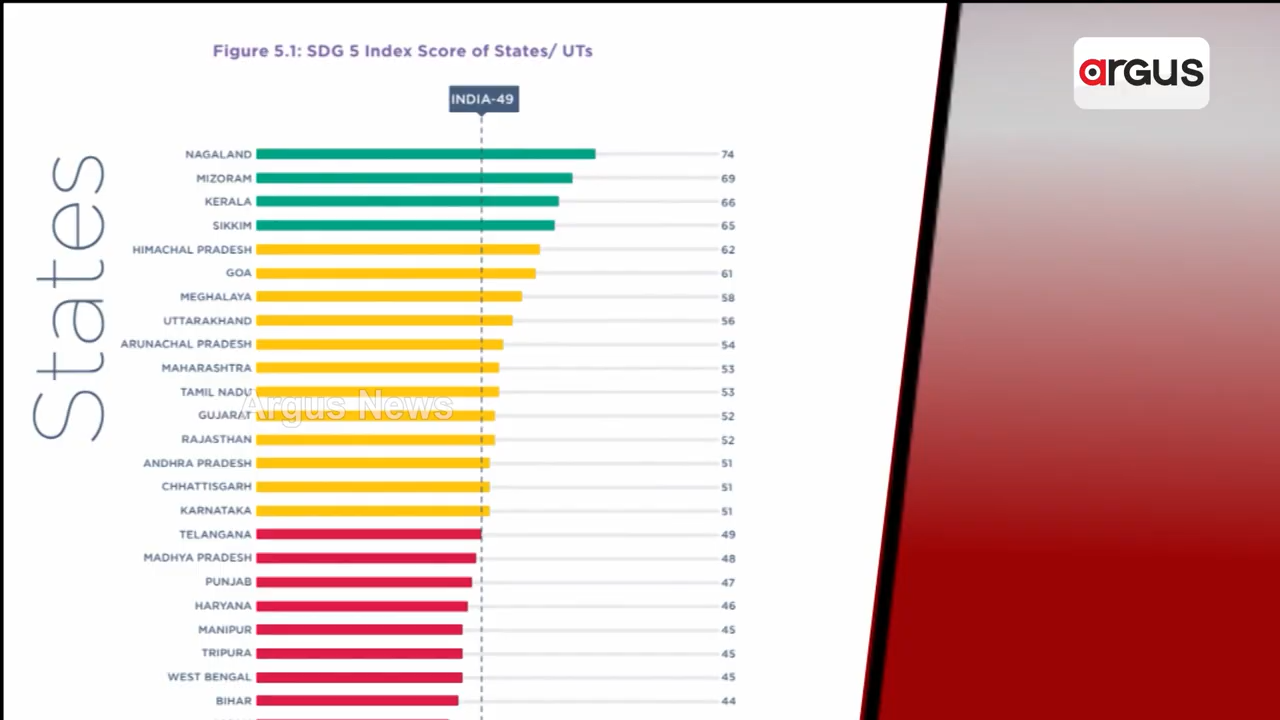 Figure 5.1: SDG 5 Index Score of States/ UTs
argus
INDIA-49
States
NAGALAND 74
MIZORAM 69
KERALA 66
SIKKIM 65
HIMACHAL PRADESH 62
GOA 61
MEGHALAYA 58
UTTARAKHAND 56
ARUNACHAL PRADESH 54
MAHARASHTRA 53
TAMIL NADU 53
Argus News
GUJARAT 52
RAJASTHAN 52
ANDHRA PRADESH 51
CHHATTISGARH 51
KARNATAKA 51
TELANGANA 49
MADHYA PRADESH 48
PUNJAB 47
HARYANA 46
MANIPUR 45
TRIPURA 45
WEST BENGAL 45
BIHAR 44